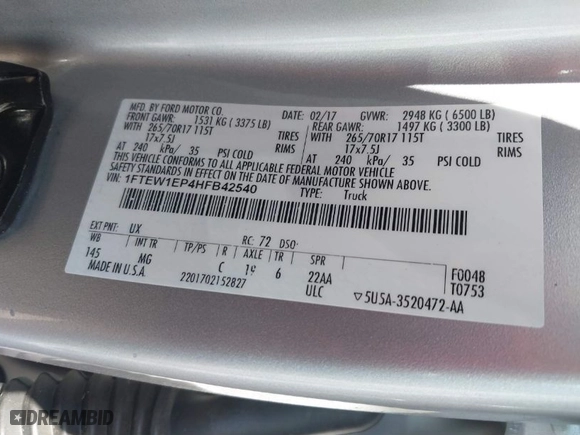 MFD. BY FORD MOTOR CO.
DATE: 02/17 GVWR: 2948 KG ( 6500 LB)
FRONT GAWR: 1531 KG ( 3375 LB) REAR GAWR: 1497 KG ( 3300 LB)
WITH 265/70R17 115T TIRES WITH 265/70R17 115T TIRES
17x7.5J RIMS 17x7.5J RIMS
AT 240 kPa/ 35 PSI COLD AT 240 kPa/ 35 PSI COLD
THIS VEHICLE CONFORMS TO ALL APPLICABLE FEDERAL MOTOR VEHICLE
SAFETY STANDARDS IN EFFECT ON THE DATE OF MANUFACTURE SHOWN ABOVE.
VIN: 1FTEW1EP4HFB42540
TYPE: Truck
EXT PNT: UX RC: 72 DSO:
WB INT TR TP/PS R AXLE TR SPR
145 MG C 19 6 22AA
ULC
F0048
T0753
MADE IN U.S.A. 2201702152827
5U5A-3520472-AA
DREAMBID